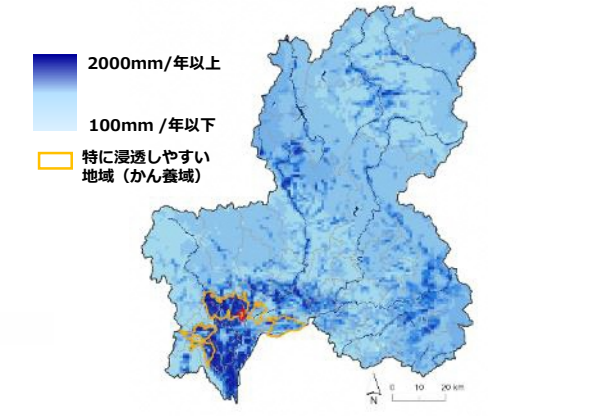 2000mm/年以上
100mm /年以下
特に浸透しやすい
地域（かん養域）
N
0 10 20 km